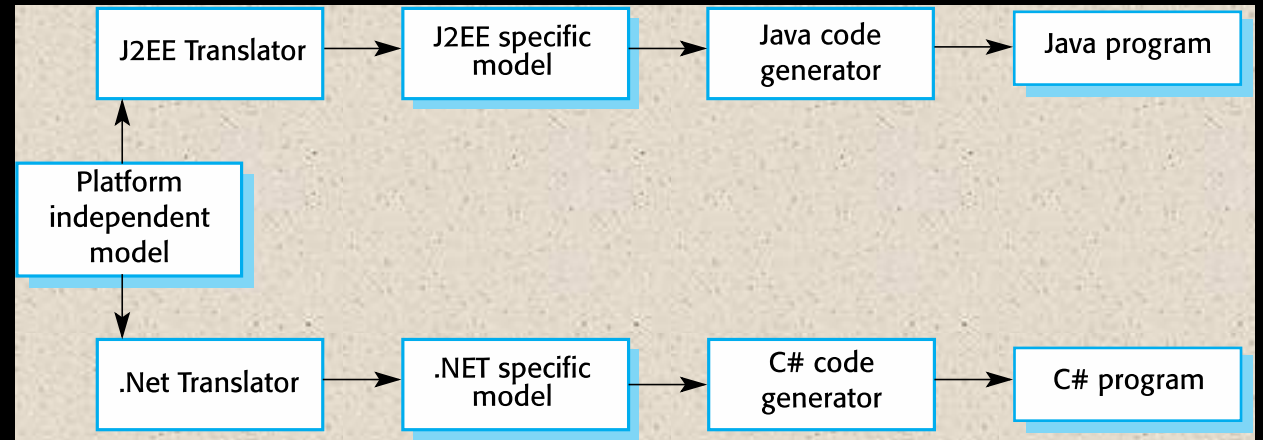 J2EE Translator
J2EE specific
model
Java code
generator
Java program
Platform
independent
model
.Net Translator
.NET specific
model
C# code
generator
C# program